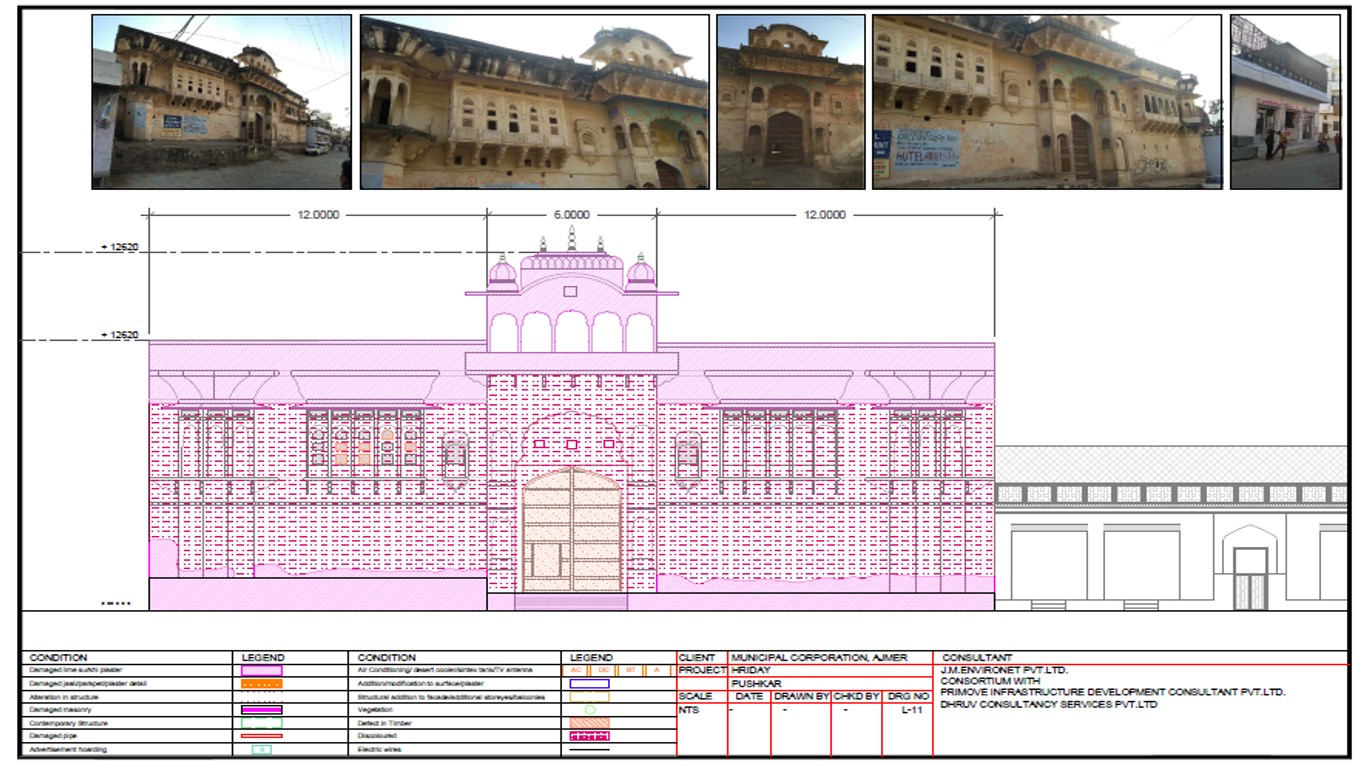 HOTEL
12.0000
6.0000
12.0000
+ 12620
+ 12620
CONDITION LEGEND CONDITION LEGEND
Damaged lime surkhi plaster
Damaged jaali/parapet/plaster detail
Alteration in structure
Damaged masonry
Contemporary Structure
Damaged pipe
Advertisement hoarding
Air Conditioning/ desert cooler/sintex tank/TV antenna AC DC ST A
Addition/modification to surface/plaster
Structural addition to facade/additional storeyes/balconies
Vegetation
Defect in Timber
Discoloured
Electric wires
CLIENT MUNICIPAL CORPORATION, AJMER
PROJECT HRIDAY
PUSHKAR
SCALE DATE DRAWN BY CHKD BY DRG NO
NTS - - - L-11
CONSULTANT
J.M.ENVIRONET PVT.LTD.
CONSORTIUM WITH
PRIMOVE INFRASTRUCTURE DEVELOPMENT CONSULTANT PVT.LTD.
DHRUV CONSULTANCY SERVICES PVT.LTD